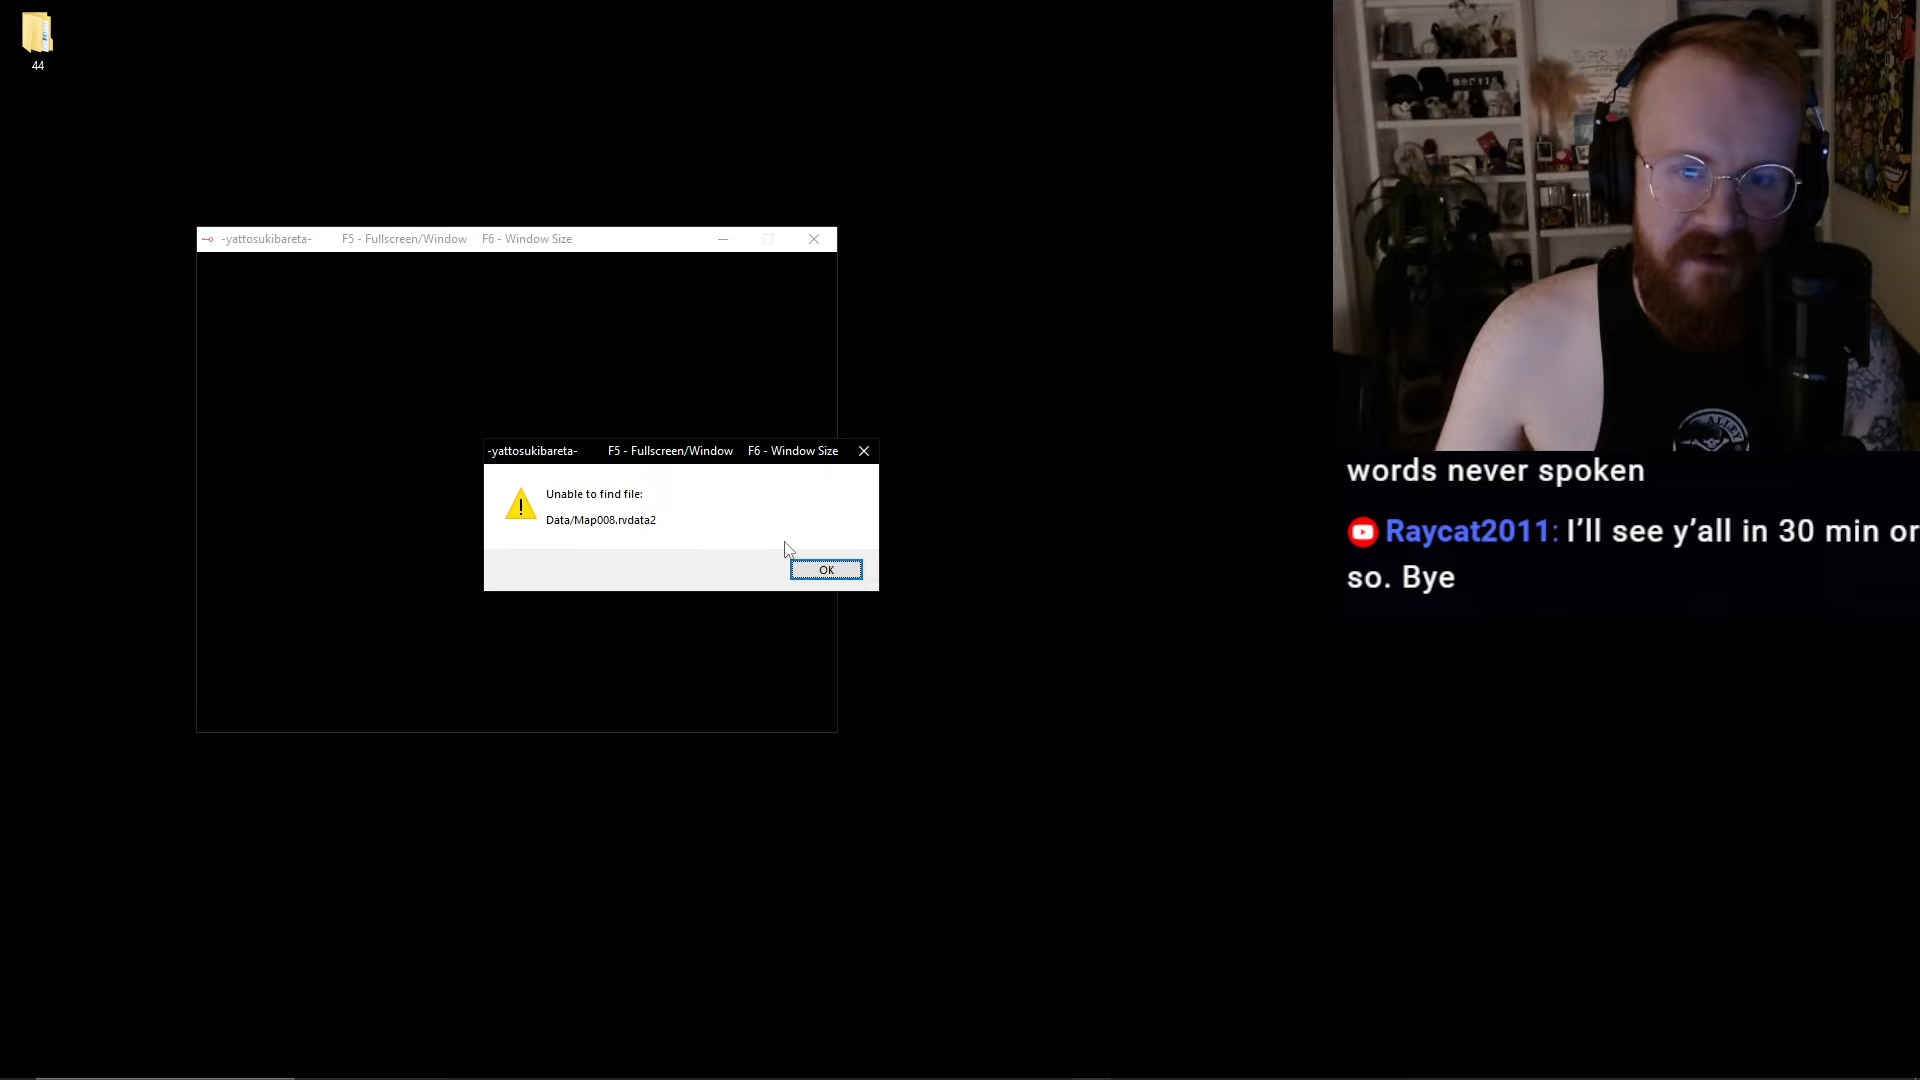 44
-yattosukibareta- F5 - Fullscreen/Window F6 - Window Size
-yattosukibareta- F5 - Fullscreen/Window F6 - Window Size
Unable to find file:
Data/Map008.rvdata2
OK
MORTIS
words never spoken
Raycat2011: I’ll see y’all in 30 min or
so. Bye